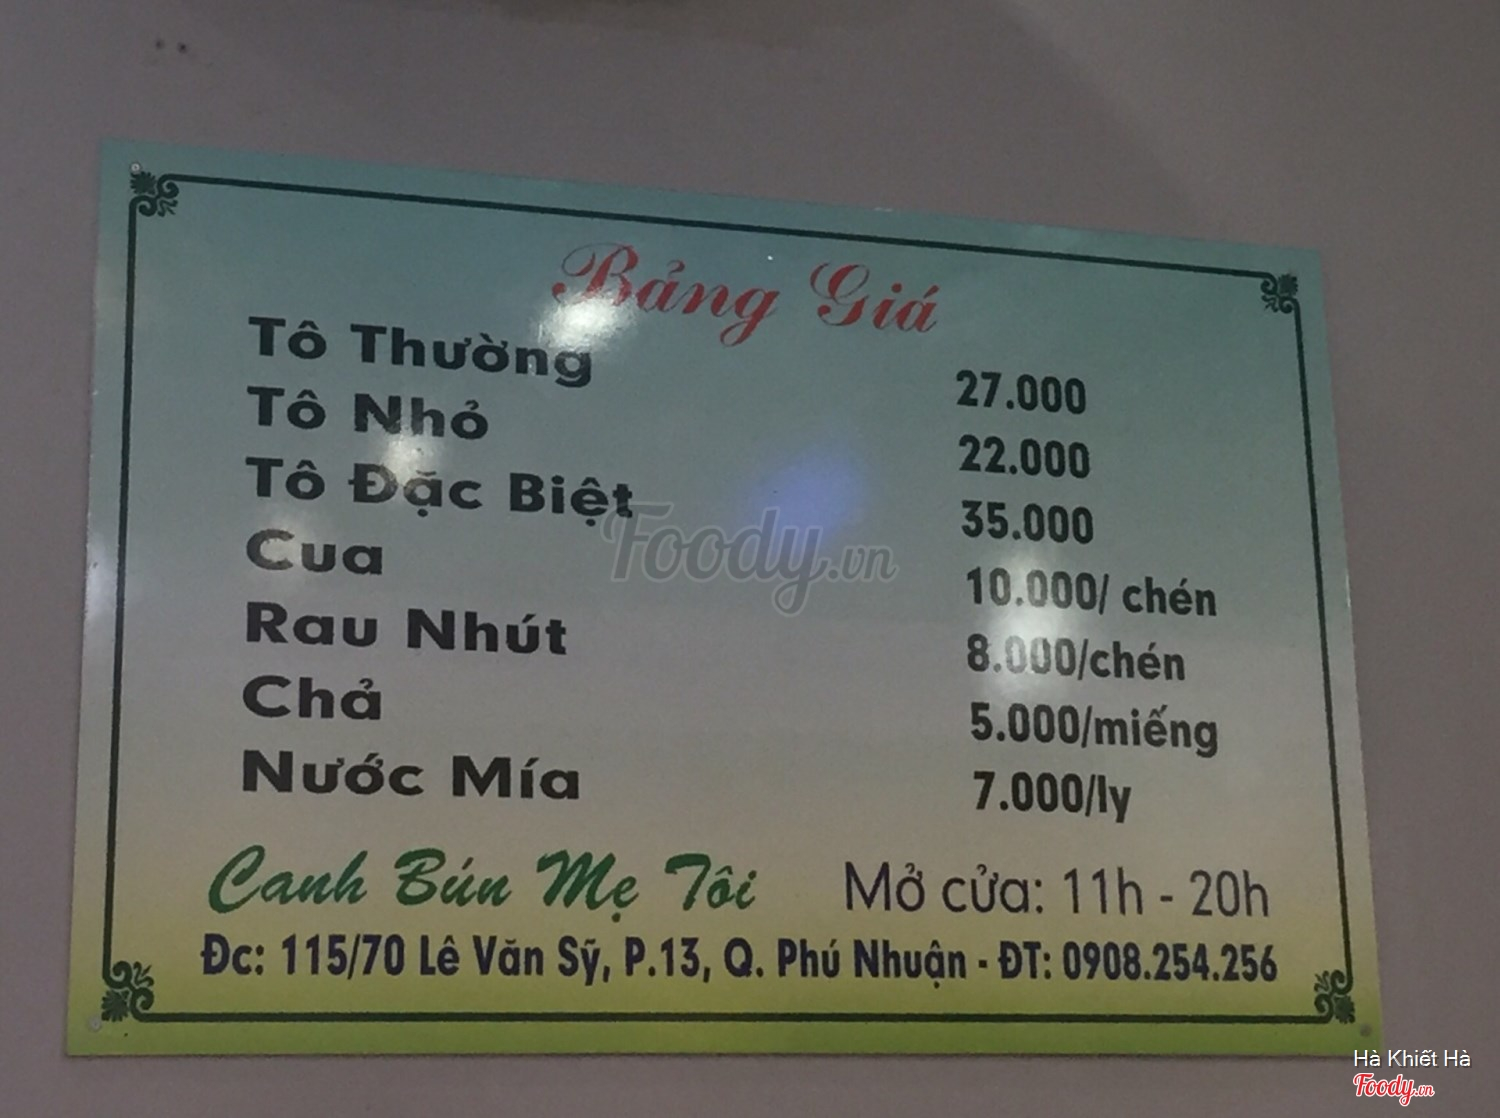 Bảng Giá
Tô Thường 27.000
Tô Nhỏ 22.000
Tô Đặc Biệt 35.000
Cua 10.000/ chén
Rau Nhút 8.000/chén
Chả 5.000/miếng
Nước Mía 7.000/ly
Foody.vn
Canh Bún Mẹ Tôi Mở cửa: 11h - 20h
Đc: 115/70 Lê Văn Sỹ, P.13, Q. Phú Nhuận - ĐT: 0908.254.256
Hà Khiết Hà
Foody.vn